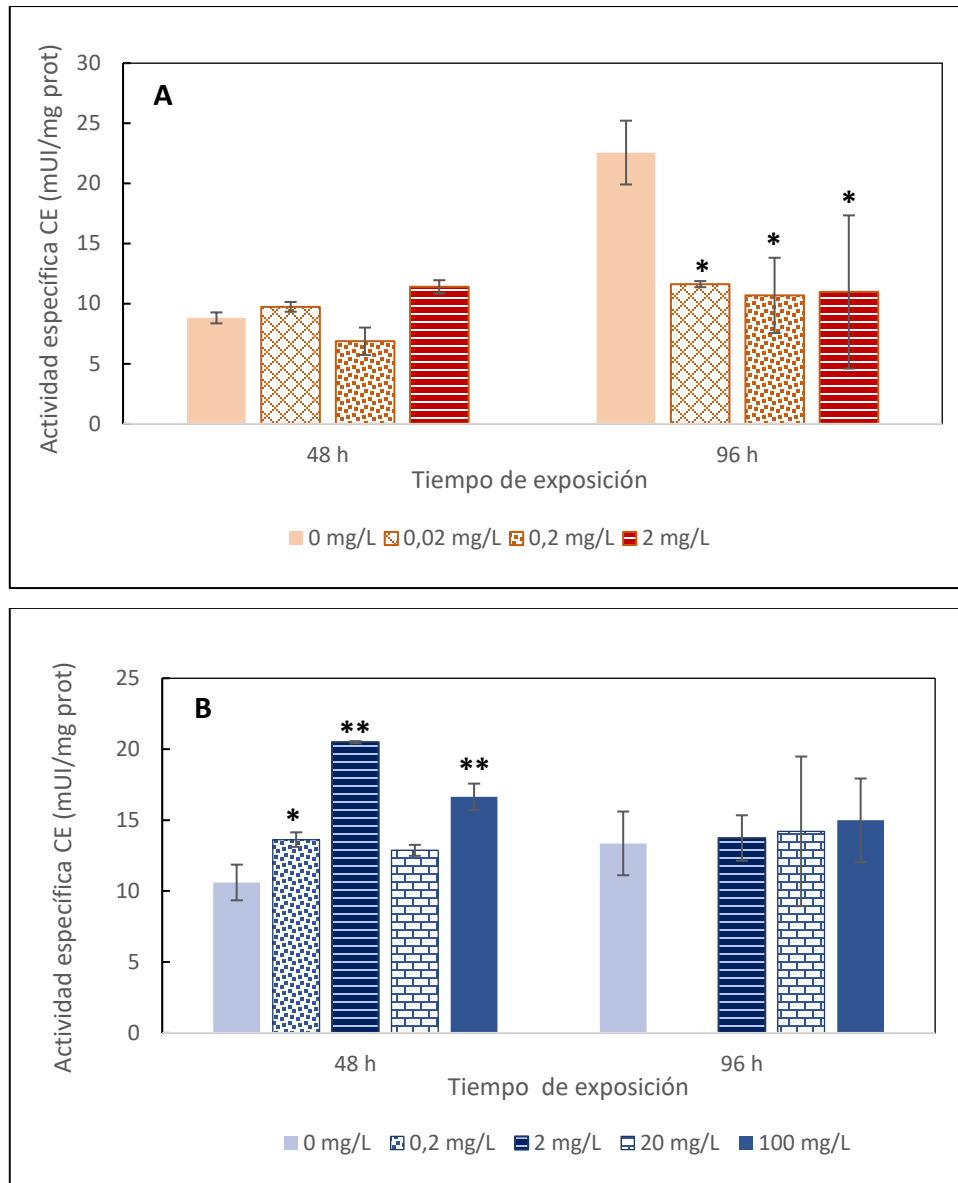 A
Actividad específica CE (mUI/mg prot)
30
25
20
15
10
5
0
*
*
*
48 h
96 h
Tiempo de exposición
0 mg/L
0,02 mg/L
0,2 mg/L
2 mg/L
B
Actividad específica CE (mUI/mg prot)
25
20
15
10
5
0
*
**
**
48 h
96 h
Tiempo de exposición
0 mg/L
0,2 mg/L
2 mg/L
20 mg/L
100 mg/L